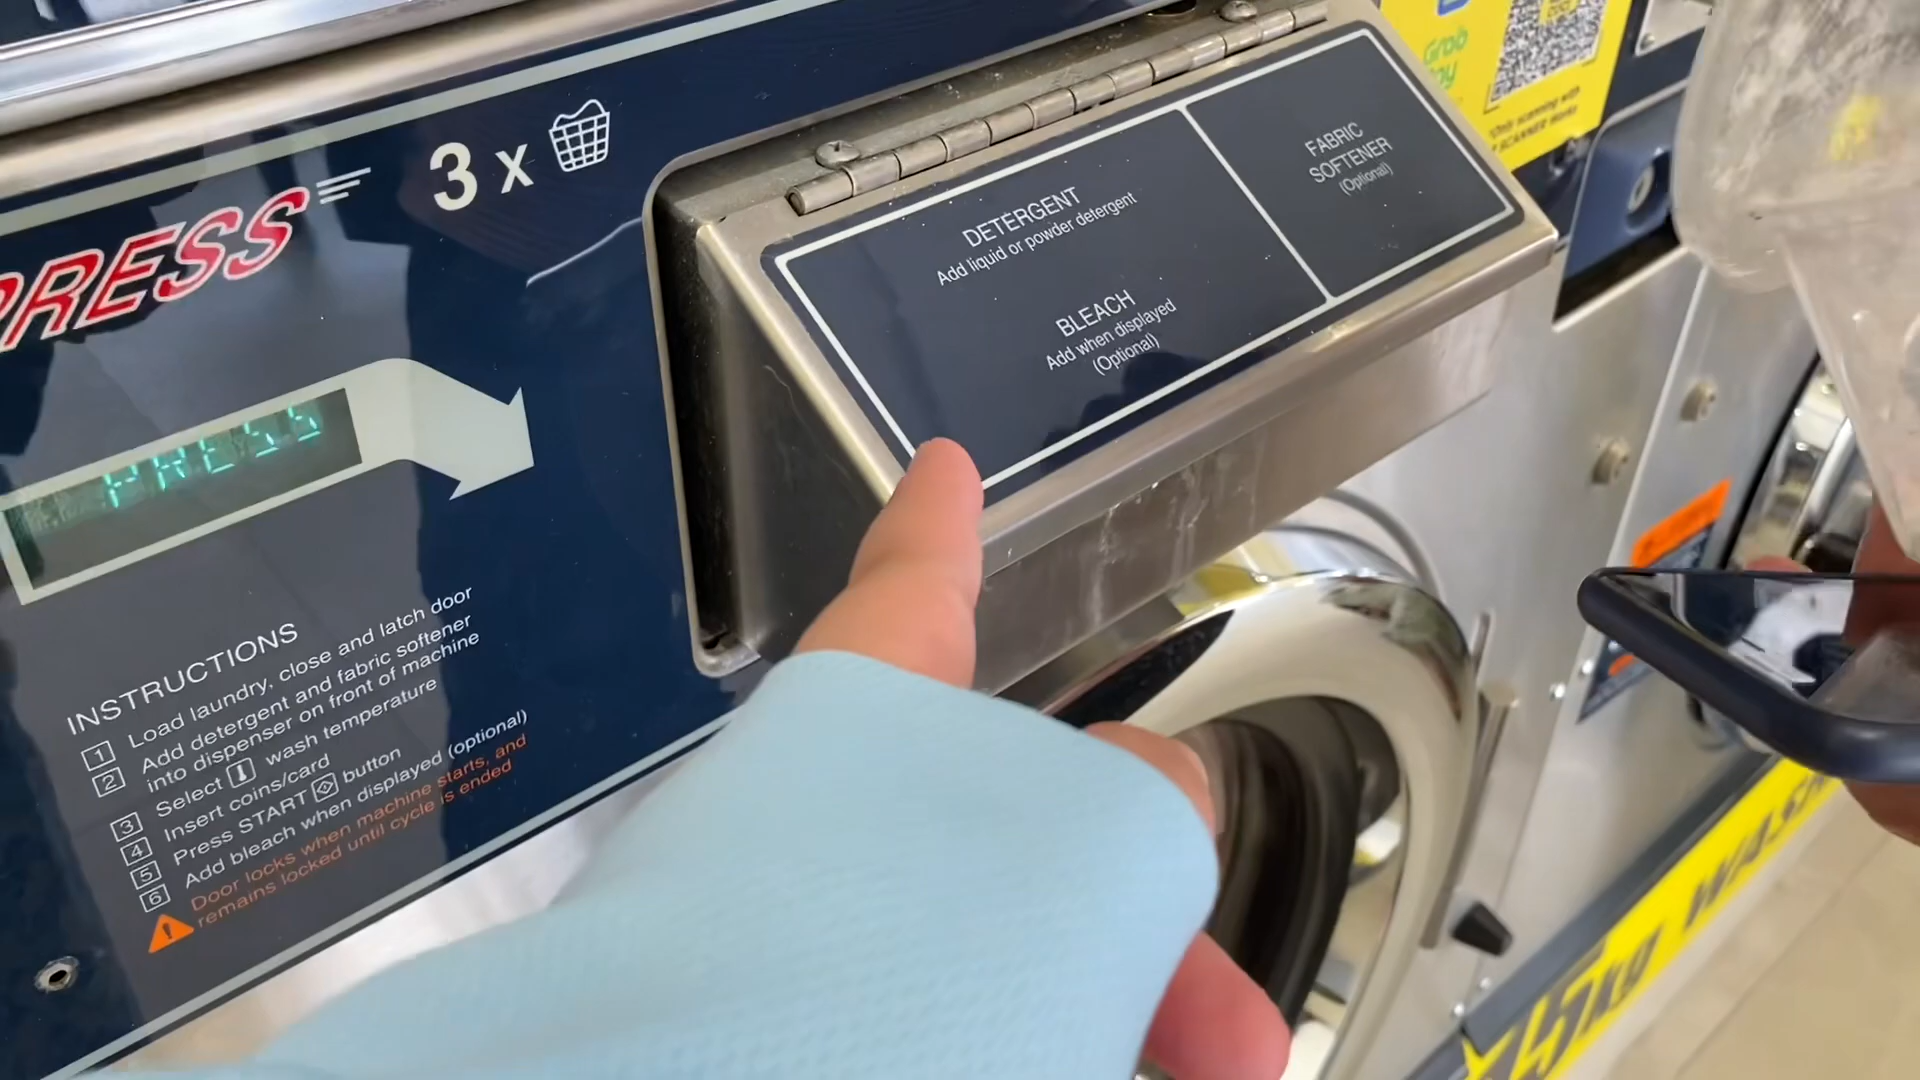 PRESS
3 x
PRESS
INSTRUCTIONS
1 Load laundry, close and latch door
2 Add detergent and fabric softener
into dispenser on front of machine
3 Select wash temperature
4 Insert coins/card
5 Press START button
6 Add bleach when displayed (optional)
Door locks when machine starts, and
remains locked until cycle is ended
DETERGENT
Add liquid or powder detergent
BLEACH
Add when displayed
(Optional)
FABRIC
SOFTENER
(Optional)
Grab